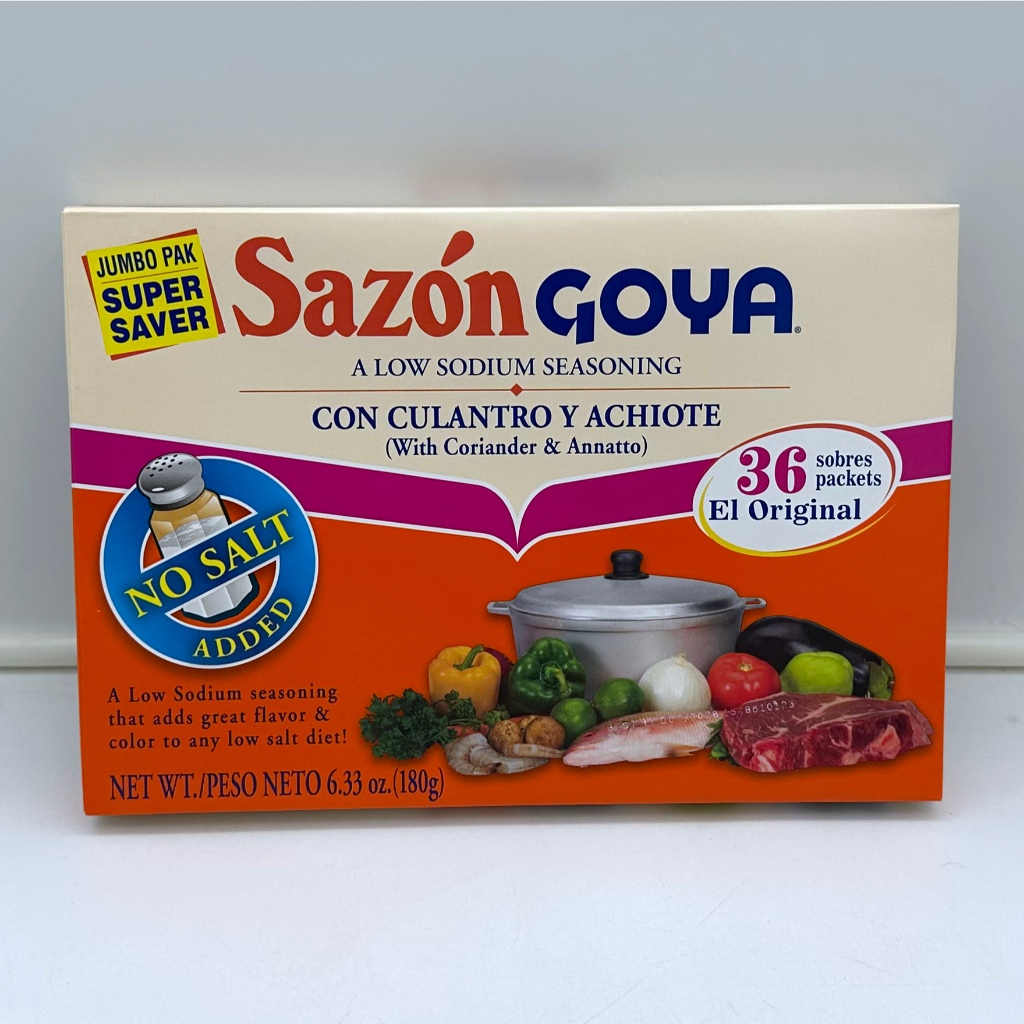 JUMBO PAK
SUPER
SAVER
Sazón GOYA®
A LOW SODIUM SEASONING
CON CULANTRO Y ACHIOTE
(With Coriander & Annatto)
36 sobres
packets
El Original
NO SALT
ADDED
A Low Sodium seasoning
that adds great flavor &
color to any low salt diet!
NET WT./PESO NETO 6.33 oz.(180g)